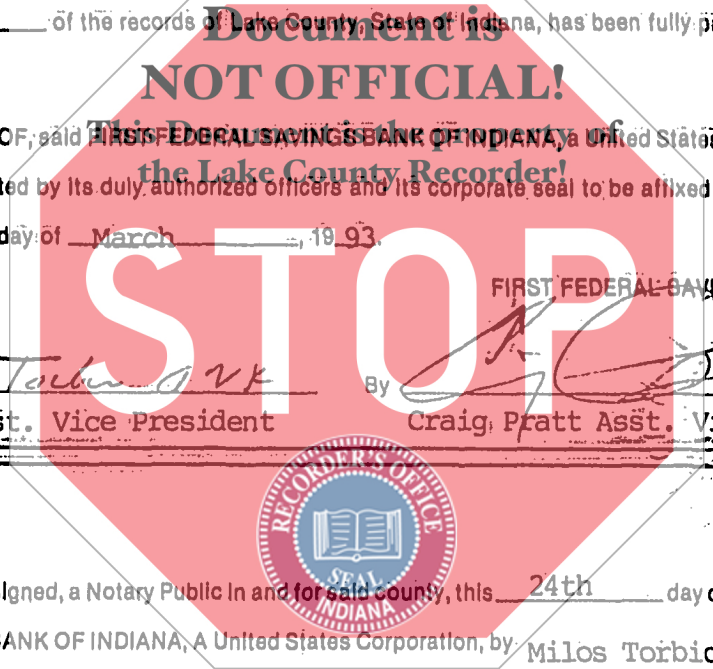 of the records of Lake County, State of Indiana, has been fully p
Document is
NOT OFFICIAL!
This Document is the property of
the Lake County Recorder!
OF, said FIRST FEDERAL SAVINGS BANK OF INDIANA, a United States
ted by its duly authorized officers and its corporate seal to be affixed
day of March, 19 93.
STOP
FIRST FEDERAL SAV
By
st. Vice President Craig Pratt Asst. Vi
RECORDER'S OFFICE
SEAL
INDIANA
igned, a Notary Public in and for said county, this 24th day o
BANK OF INDIANA, A United States Corporation, by Milos Torbic